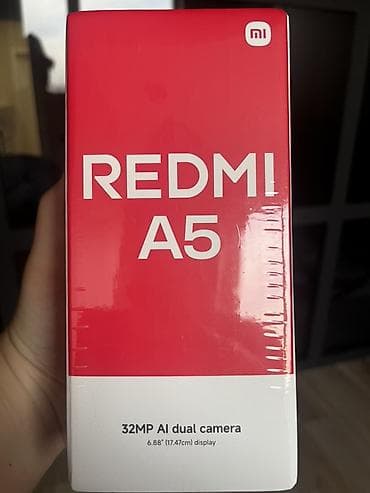 mi
REDMI
A5
32MP AI dual camera
6.88" (17.47cm) display